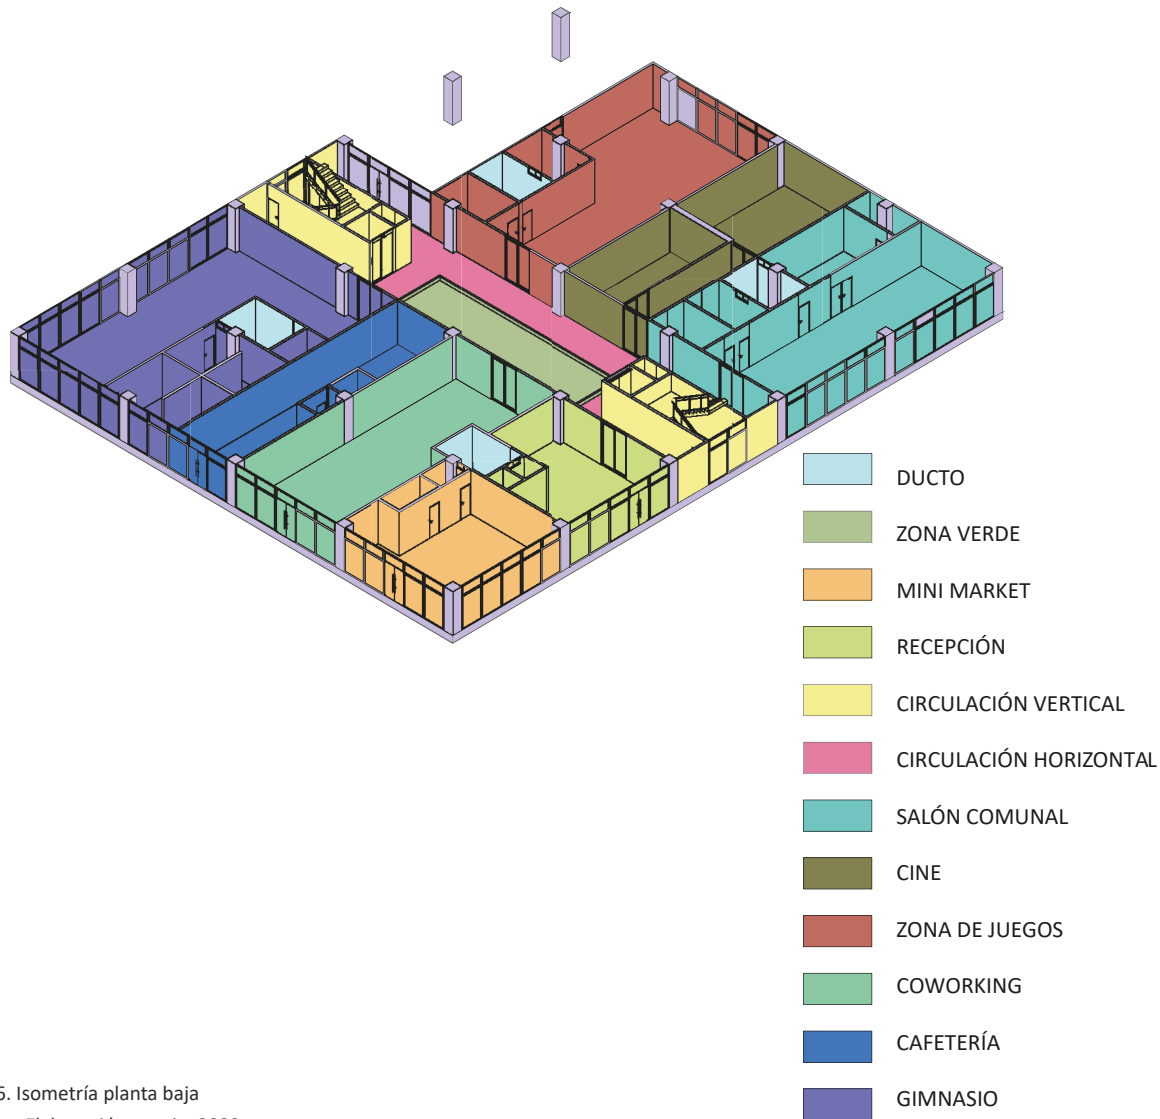 DUCTO
ZONA VERDE
MINI MARKET
RECEPCIÓN
CIRCULACIÓN VERTICAL
CIRCULACIÓN HORIZONTAL
SALÓN COMUNAL
CINE
ZONA DE JUEGOS
COWORKING
CAFETERÍA
GIMNASIO
6. Isometría planta baja